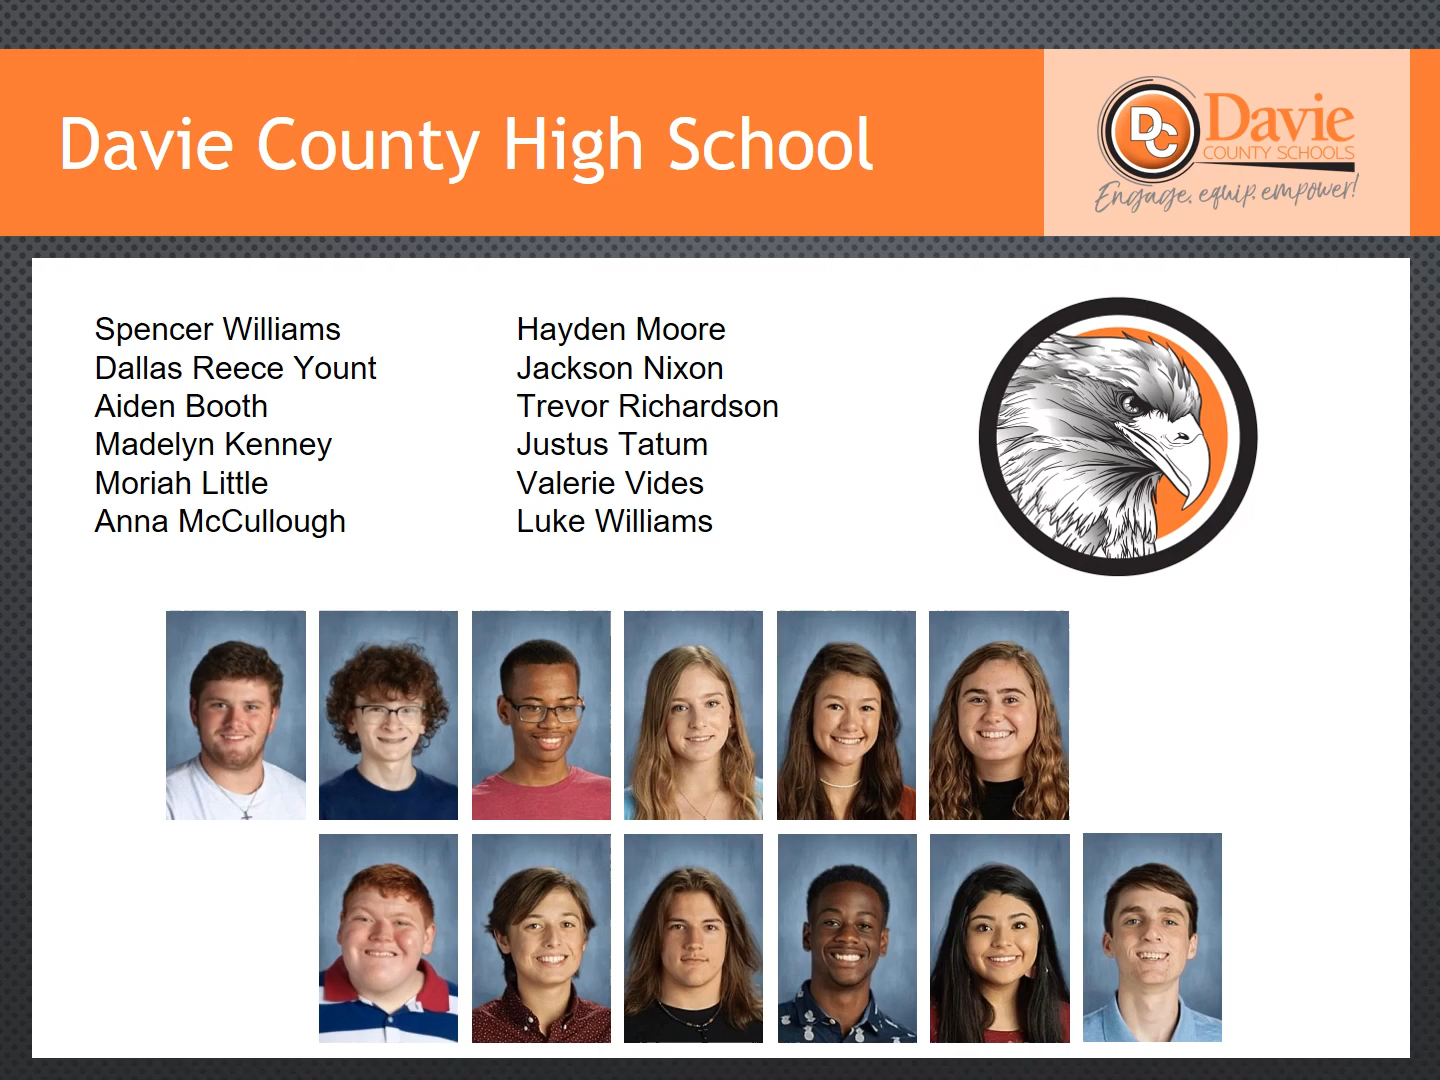 Davie County High School
DC
Davie
COUNTY SCHOOLS
Engage. equip. empower!
Spencer Williams
Dallas Reece Yount
Aiden Booth
Madelyn Kenney
Moriah Little
Anna McCullough
Hayden Moore
Jackson Nixon
Trevor Richardson
Justus Tatum
Valerie Vides
Luke Williams